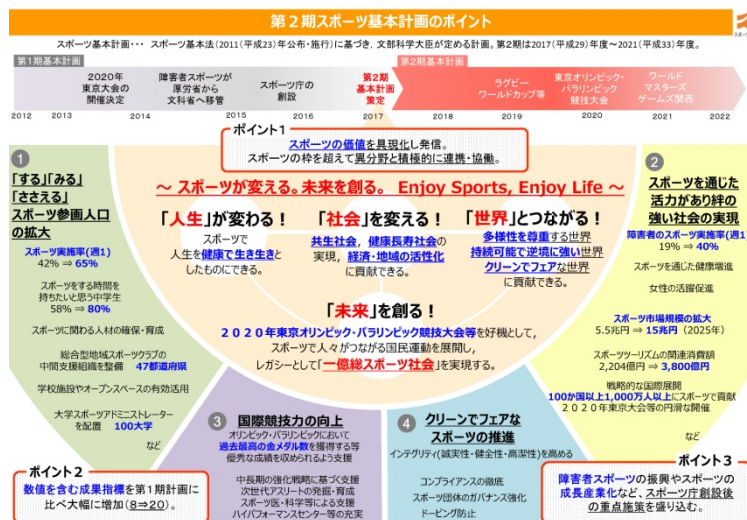 第２期スポーツ基本計画のポイント
スポーツ
スポーツ基本計画・・・ スポーツ基本法(2011(平成23)年公布・施行)に基づき，文部科学大臣が定める計画。第2期は2017(平成29)年度～2021(平成33)年度。
第1期基本計画
第2期基本計画
2020年
東京大会の
開催決定
障害者スポーツが
厚労省から
文科省へ移管
スポーツ庁の
創設
第2期
基本計画
策定
ラグビー
ワールドカップ等
東京オリンピック・
パラリンピック
競技大会
ワールド
マスターズ
ゲームズ関西
2012 2013 2014 2015 2016 2017 2018 2019 2020 2021 2022
ポイント1
スポーツの価値を具現化し発信。
スポーツの枠を超えて異分野と積極的に連携・協働。
～ スポーツが変える。未来を創る。 Enjoy Sports, Enjoy Life ～
「人生」が変わる！
スポーツで
人生を健康で生き生きと
したものにできる。
「社会」を変える！
共生社会，健康長寿社会の
実現，経済・地域の活性化
に貢献できる。
「世界」とつながる！
多様性を尊重する世界
持続可能で逆境に強い世界
クリーンでフェアな世界
に貢献できる。
「未来」を創る！
２０２０年東京オリンピック・パラリンピック競技大会等を好機として，
スポーツで人々がつながる国民運動を展開し，
レガシーとして「一億総スポーツ社会」を実現する。
1
「する」「みる」
「ささえる」
スポーツ参画人口
の拡大
スポーツ実施率(週1)
42% ⇒ 65%
スポーツをする時間を
持ちたいと思う中学生
58% ⇒ 80%
スポーツに関わる人材の確保・育成
総合型地域スポーツクラブの
中間支援組織を整備 47都道府県
学校施設やオープンスペースの有効活用
大学スポーツアドミニストレーター
を配置 100大学
など
2
スポーツを通じた
活力があり絆の
強い社会の実現
障害者のスポーツ実施率(週1)
19% ⇒ 40%
スポーツを通じた健康増進
女性の活躍促進
スポーツ市場規模の拡大
5.5兆円 ⇒ 15兆円（2025年）
スポーツツーリズムの関連消費額
2,204億円 ⇒ 3,800億円
戦略的な国際展開
100か国以上1,000万人以上にスポーツで貢献
２０２０東京大会等の円滑な開催
など
3
国際競技力の向上
オリンピック・パラリンピックにおいて
過去最高の金メダル数を獲得する等
優秀な成績を収められるよう支援
中長期の強化戦略に基づく支援
次世代アスリートの発掘・育成
スポーツ医・科学等による支援
ハイパフォーマンスセンター等の充実
4
クリーンでフェアな
スポーツの推進
インテグリティ(誠実性・健全性・高潔性)を高める
コンプライアンスの徹底
スポーツ団体のガバナンス強化
ドーピング防止
ポイント2
数値を含む成果指標を第１期計画に
比べ大幅に増加(8⇒20)。
ポイント3
障害者スポーツの振興やスポーツの
成長産業化など、スポーツ庁創設後
の重点施策を盛り込む。